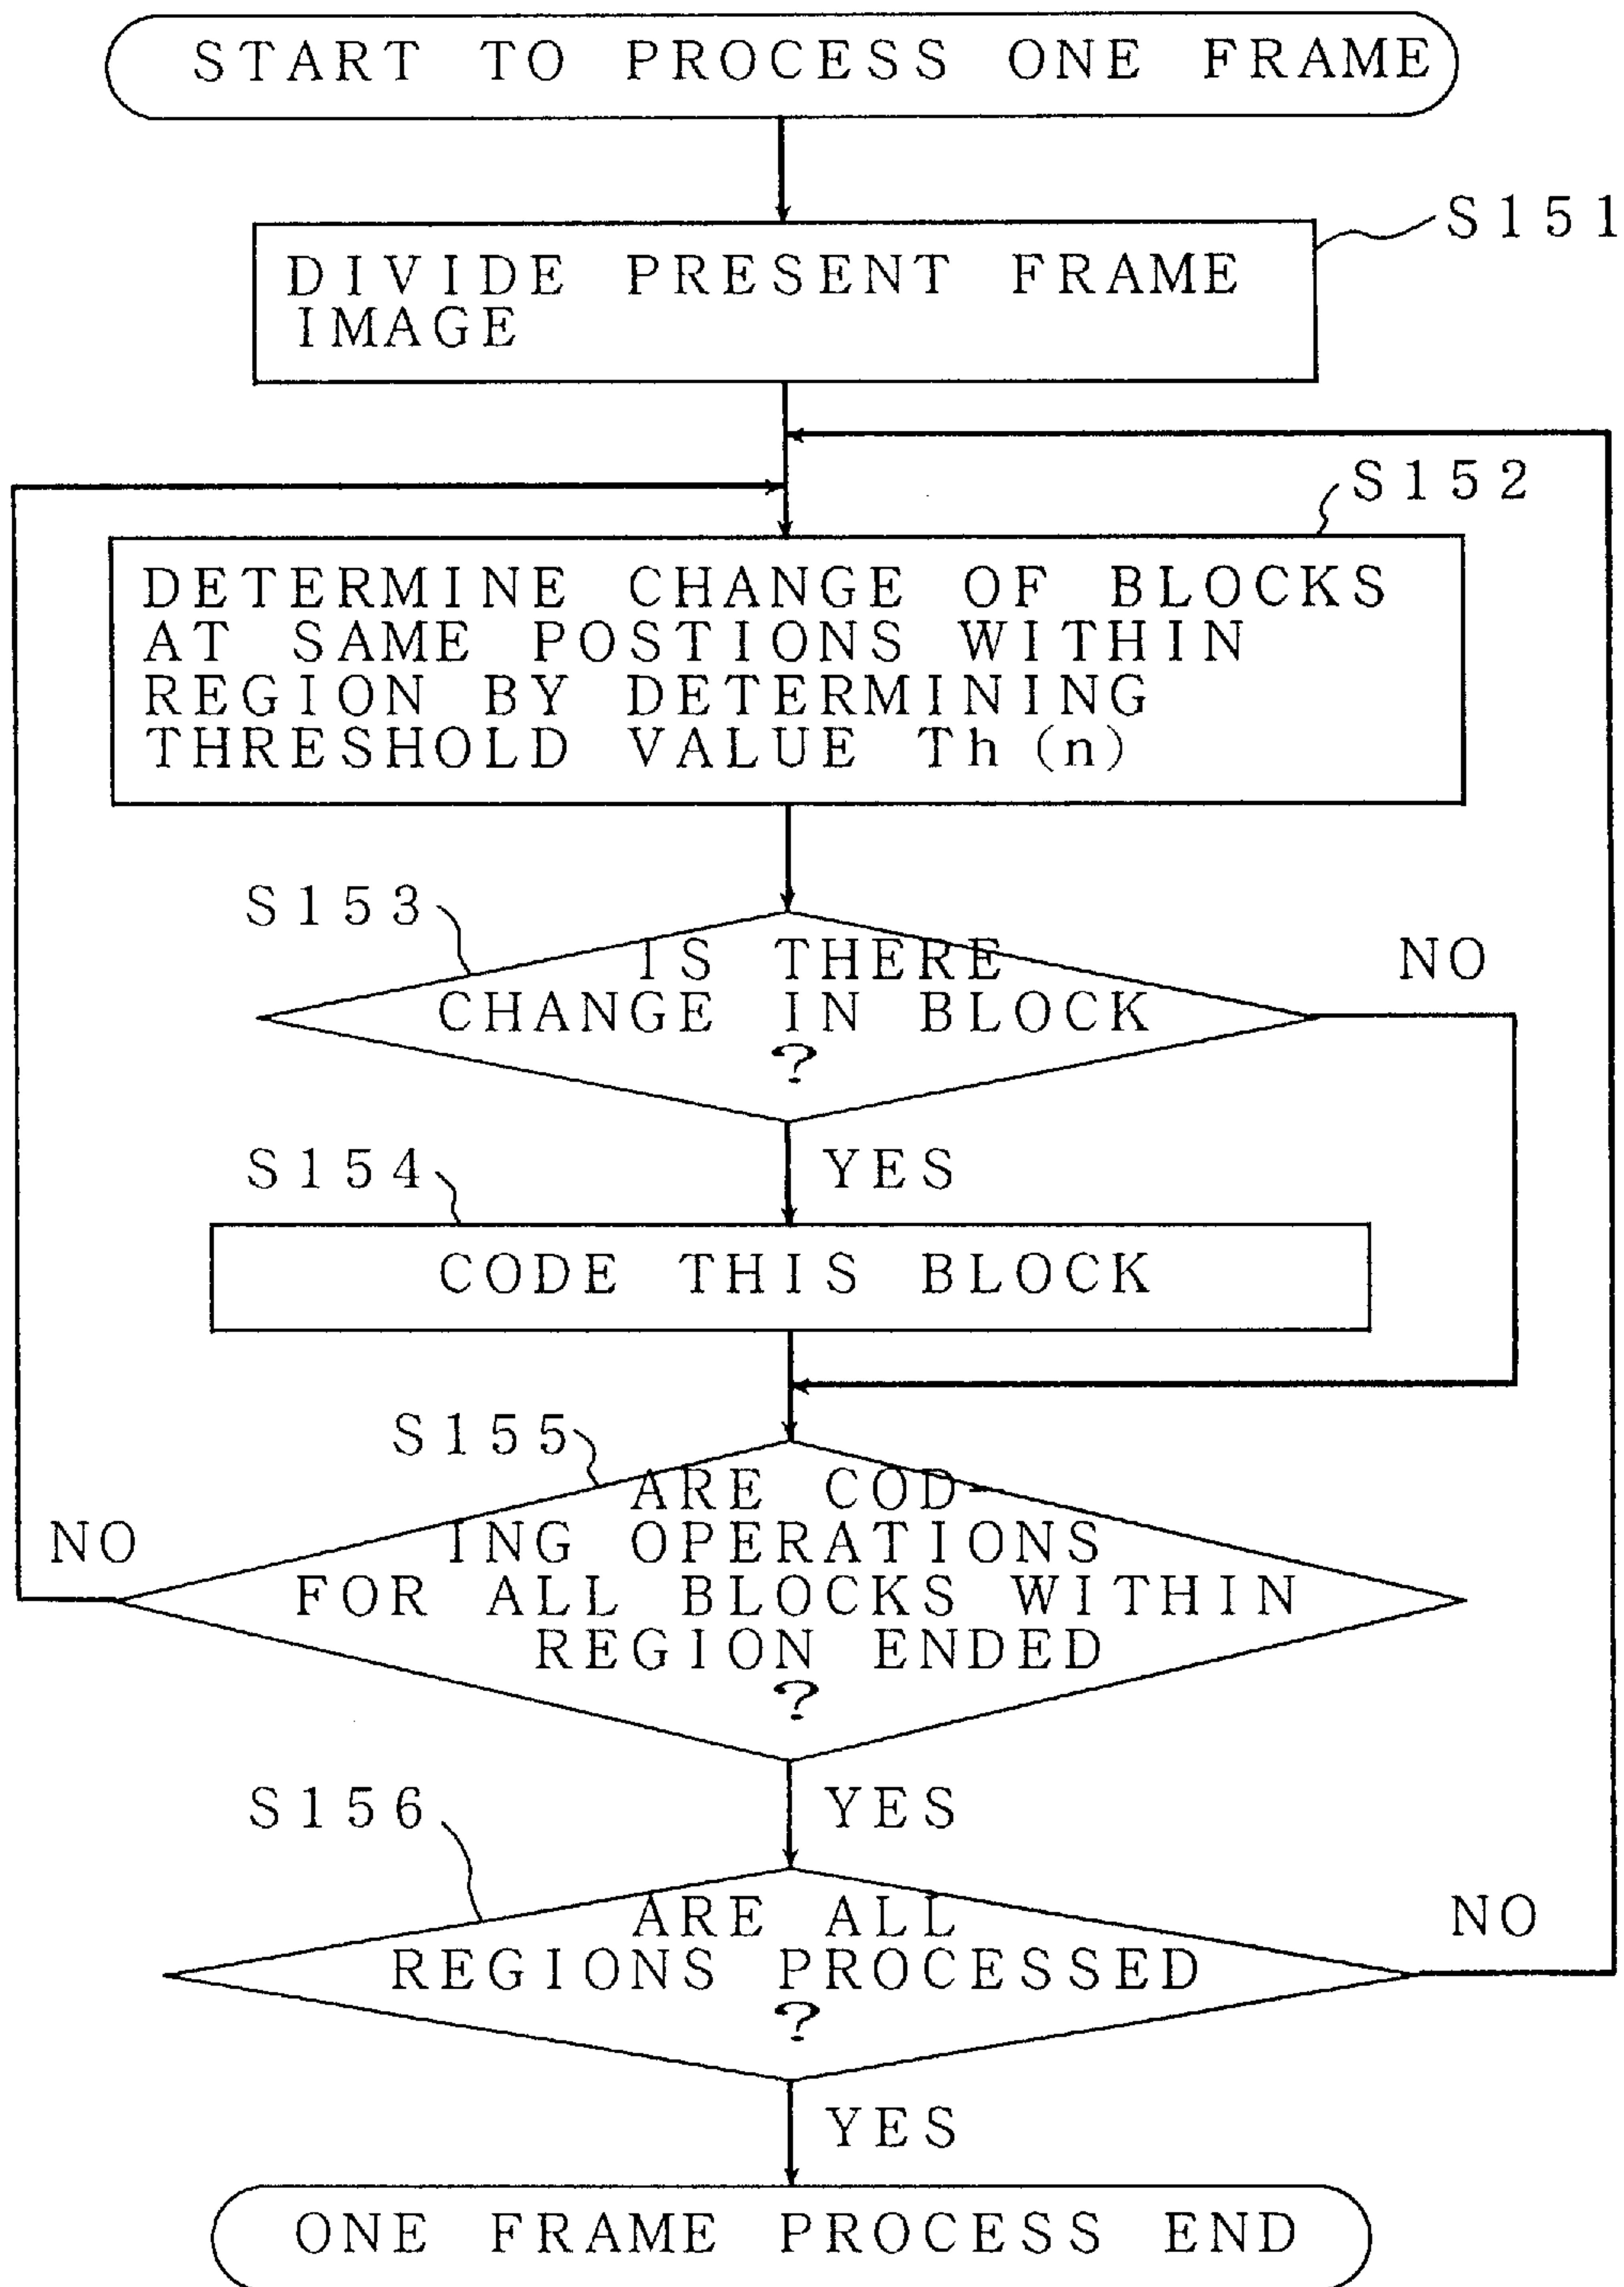 START TO PROCESS ONE FRAME
S151
DIVIDE PRESENT FRAME
IMAGE
S152
DETERMINE CHANGE OF BLOCKS
AT SAME POSTIONS WITHIN
REGION BY DETERMINING
THRESHOLD VALUE Th(n)
S153
IS THERE
NO
CHANGE IN BLOCK
?
YES
S154
CODE THIS BLOCK
S155
ARE COD-
ING OPERATIONS
NO
FOR ALL BLOCKS WITHIN
REGION ENDED
?
YES
S156
ARE ALL
NO
REGIONS PROCESSED
?
YES
ONE FRAME PROCESS END